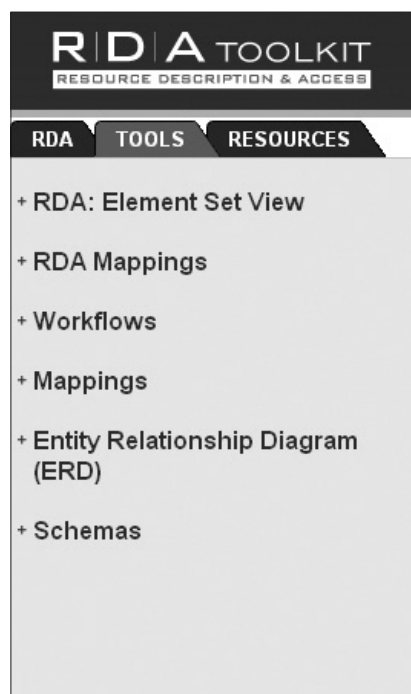 R|D|A TOOLKIT
RESOURCE DESCRIPTION & ACCESS
RDA TOOLS RESOURCES
+ RDA: Element Set View
+ RDA Mappings
+ Workflows
+ Mappings
+ Entity Relationship Diagram
(ERD)
+ Schemas